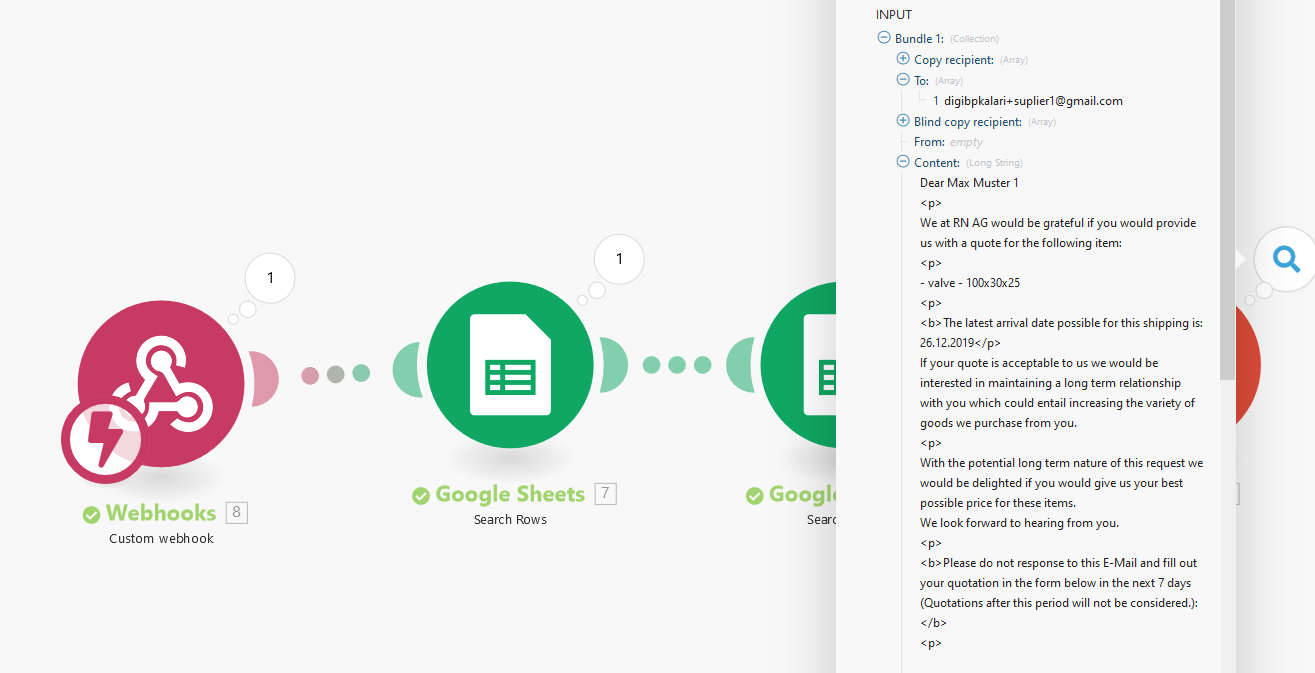 INPUT
Bundle 1: (Collection)
Copy recipient: (Array)
To: (Array)
1 digibpkalari+suplier1@gmail.com
Blind copy recipient: (Array)
From: empty
Content: (Long String)
Dear Max Muster 1
<p>
We at RN AG would be grateful if you would provide
us with a quote for the following item:
<p>
- valve - 100x30x25
<p>
<b>The latest arrival date possible for this shipping is:
26.12.2019</p>
If your quote is acceptable to us we would be
interested in maintaining a long term relationship
with you which could entail increasing the variety of
goods we purchase from you.
<p>
With the potential long term nature of this request we
would be delighted if you would give us your best
possible price for these items.
We look forward to hearing from you.
<p>
<b>Please do not response to this E-Mail and fill out
your quotation in the form below in the next 7 days
(Quotations after this period will not be considered.):
</b>
<p>
1
1
Webhooks 8
Custom webhook
Google Sheets 7
Search Rows